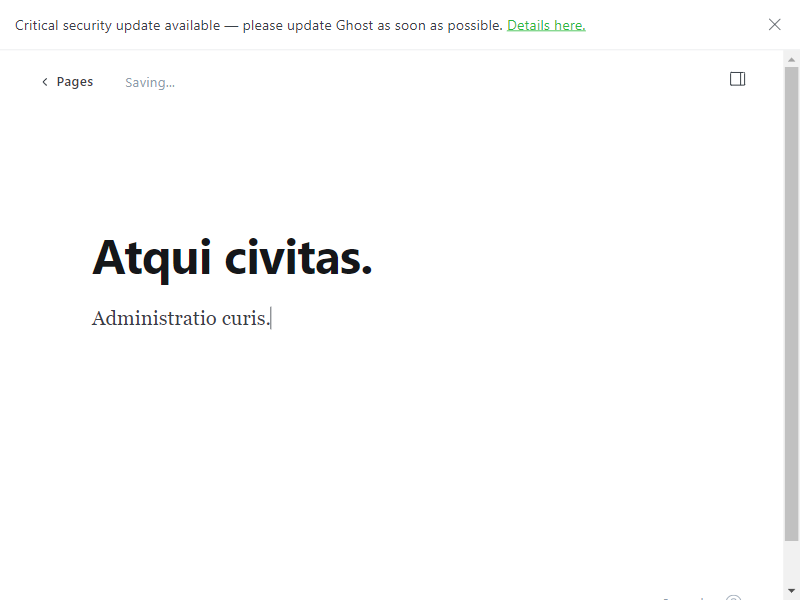 Critical security update available — please update Ghost as soon as possible. Details here.
Pages
Saving...
Atqui civitas.
Administratio curis.